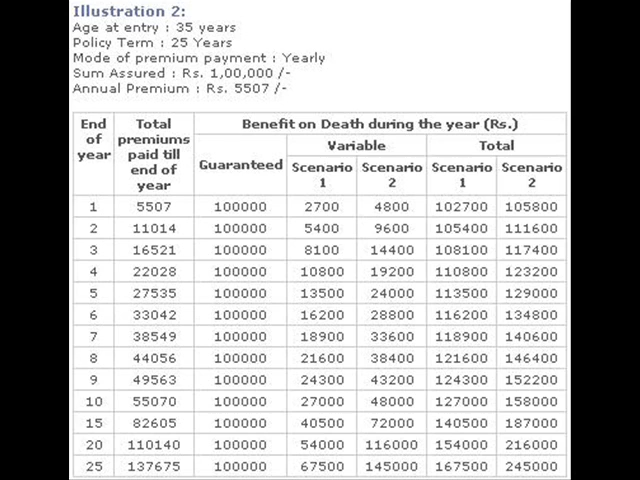 Illustration 2:
Age at entry : 35 years
Policy Term : 25 Years
Mode of premium payment : Yearly
Sum Assured : Rs. 1,00,000 /-
Annual Premium : Rs. 5507 /-
End of year Total premiums paid till end of year Benefit on Death during the year (Rs.)
Guaranteed Variable Total
Scenario 1 Scenario 2 Scenario 1 Scenario 2
1 5507 100000 2700 4800 102700 105800
2 11014 100000 5400 9600 105400 111600
3 16521 100000 8100 14400 108100 117400
4 22028 100000 10800 19200 110800 123200
5 27535 100000 13500 24000 113500 129000
6 33042 100000 16200 28800 116200 134800
7 38549 100000 18900 33600 118900 140600
8 44056 100000 21600 38400 121600 146400
9 49563 100000 24300 43200 124300 152200
10 55070 100000 27000 48000 127000 158000
15 82605 100000 40500 72000 140500 187000
20 110140 100000 54000 116000 154000 216000
25 137675 100000 67500 145000 167500 245000